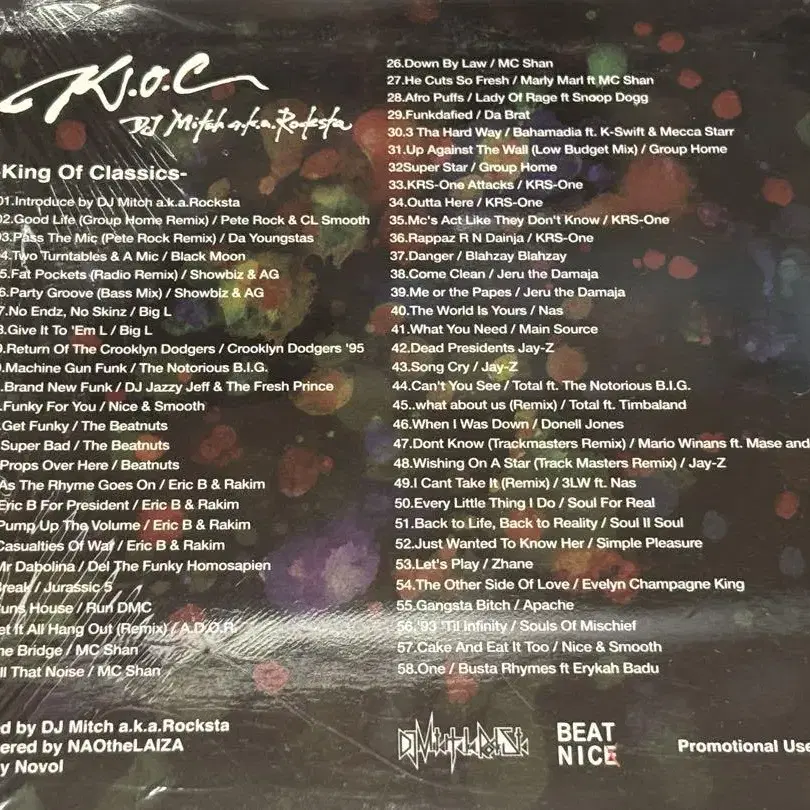 K.O.C
DJ Mitch a.k.a. Rocksta
-King Of Classics-
01.Introduce by DJ Mitch a.k.a.Rocksta
02.Good Life (Group Home Remix) / Pete Rock & CL Smooth
03.Pass The Mic (Pete Rock Remix) / Da Youngstas
4.Two Turntables & A Mic / Black Moon
5.Fat Pockets (Radio Remix) / Showbiz & AG
6.Party Groove (Bass Mix) / Showbiz & AG
7.No Endz, No Skinz / Big L
8.Give It To 'Em L / Big L
9.Return Of The Crooklyn Dodgers / Crooklyn Dodgers '95
.Machine Gun Funk / The Notorious B.I.G.
.Brand New Funk / DJ Jazzy Jeff & The Fresh Prince
.Funky For You / Nice & Smooth
.Get Funky / The Beatnuts
Super Bad / The Beatnuts
Props Over Here / Beatnuts
As The Rhyme Goes On / Eric B & Rakim
Eric B For President / Eric B & Rakim
Pump Up The Volume / Eric B & Rakim
Casualties Of War / Eric B & Rakim
Mr Dabolina / Del The Funky Homosapien
Break / Jurassic 5
uns House / Run DMC
et It All Hang Out (Remix) / A.D.O.R.
he Bridge / MC Shan
ll That Noise / MC Shan
d by DJ Mitch a.k.a.Rocksta
ered by NAOtheLAIZA
y Novol
26.Down By Law / MC Shan
27.He Cuts So Fresh / Marly Marl ft MC Shan
28.Afro Puffs / Lady Of Rage ft Snoop Dogg
29.Funkdafied / Da Brat
30.3 Tha Hard Way / Bahamadia ft. K-Swift & Mecca Starr
31.Up Against The Wall (Low Budget Mix) / Group Home
32Super Star / Group Home
33.KRS-One Attacks / KRS-One
34.Outta Here / KRS-One
35.Mc's Act Like They Don't Know / KRS-One
36.Rappaz R N Dainja / KRS-One
37.Danger / Blahzay Blahzay
38.Come Clean / Jeru the Damaja
39.Me or the Papes / Jeru the Damaja
40.The World Is Yours / Nas
41.What You Need / Main Source
42.Dead Presidents Jay-Z
43.Song Cry / Jay-Z
44.Can't You See / Total ft. The Notorious B.I.G.
45..what about us (Remix) / Total ft. Timbaland
46.When I Was Down / Donell Jones
47.Dont Know (Trackmasters Remix) / Mario Winans ft. Mase and
48.Wishing On A Star (Track Masters Remix) / Jay-Z
49.I Cant Take It (Remix) / 3LW ft. Nas
50.Every Little Thing I Do / Soul For Real
51.Back to Life, Back to Reality / Soul II Soul
52.Just Wanted To Know Her / Simple Pleasure
53.Let's Play / Zhane
54.The Other Side Of Love / Evelyn Champagne King
55.Gangsta Bitch / Apache
56.'93 'Til Infinity / Souls Of Mischief
57.Cake And Eat It Too / Nice & Smooth
58.One / Busta Rhymes ft Erykah Badu
BEAT
NICE
Promotional Use